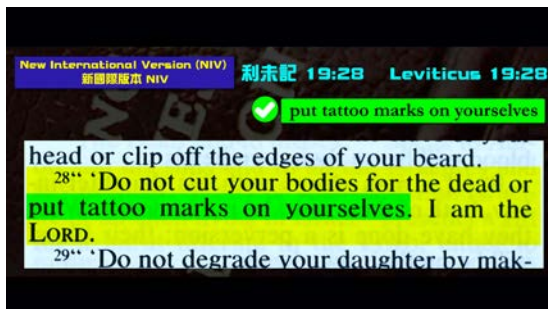 New International Version (NIV)
新國際版本 NIV
利未記 19:28 Leviticus 19:28
put tattoo marks on yourselves
head or clip off the edges of your beard.
28“ ‘Do not cut your bodies for the dead or
put tattoo marks on yourselves. I am the
LORD.
29“ ‘Do not degrade your daughter by mak-